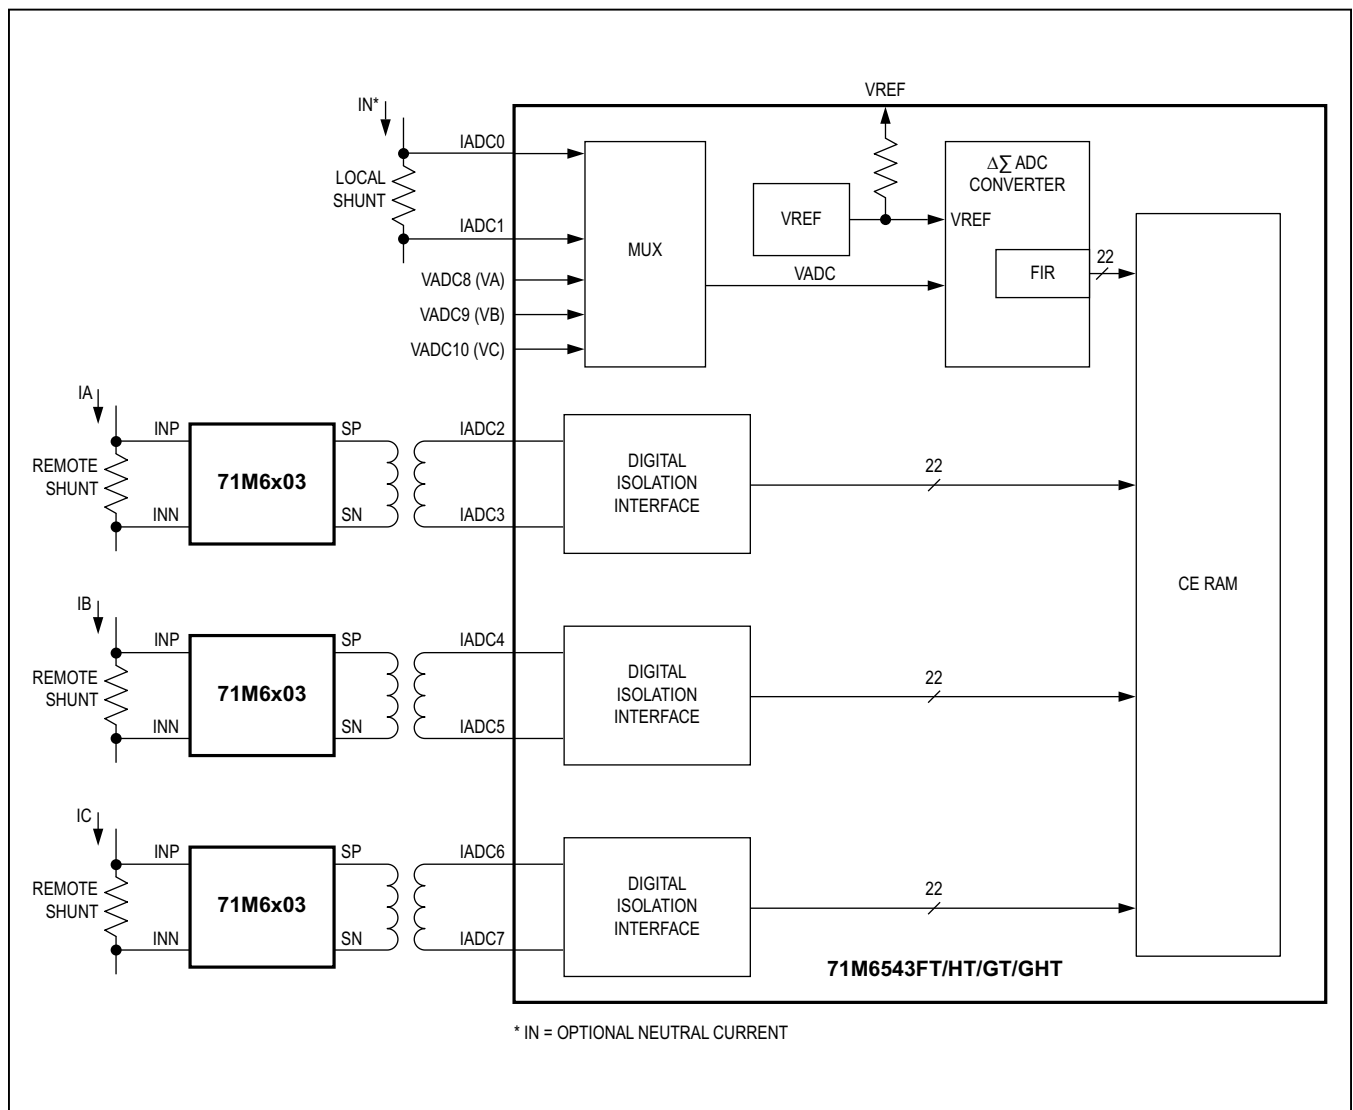 VREF
IN*
IADC0
LOCAL
SHUNT
IADC1
VADC8 (VA)
VADC9 (VB)
VADC10 (VC)
MUX
VREF
VADC
∆∑ ADC
CONVERTER
VREF
FIR
22
CE RAM
IA
REMOTE
SHUNT
INP
INN
71M6x03
SP
SN
IADC2
IADC3
DIGITAL
ISOLATION
INTERFACE
22
IB
REMOTE
SHUNT
INP
INN
71M6x03
SP
SN
IADC4
IADC5
DIGITAL
ISOLATION
INTERFACE
22
IC
REMOTE
SHUNT
INP
INN
71M6x03
SP
SN
IADC6
IADC7
DIGITAL
ISOLATION
INTERFACE
22
71M6543FT/HT/GT/GHT
* IN = OPTIONAL NEUTRAL CURRENT